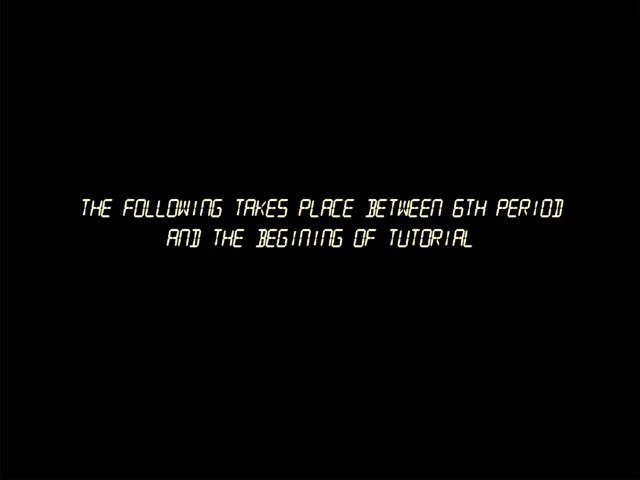 THE FOLLOWING TAKES PLACE BETWEEN 6TH PERIOD
AND THE BEGINING OF TUTORIAL